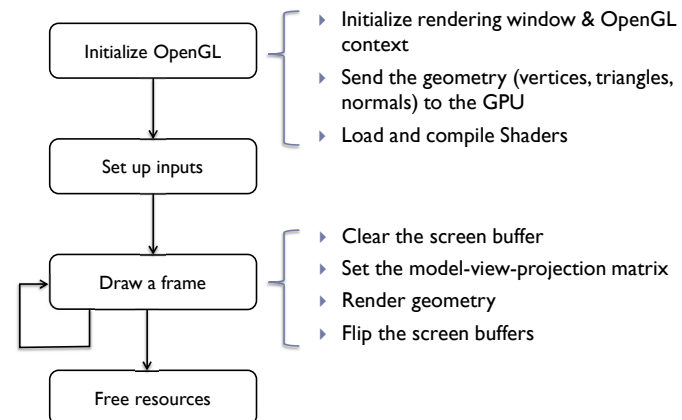 Initialize OpenGL
Initialize rendering window & OpenGL
context
Send the geometry (vertices, triangles,
normals) to the GPU
Load and compile Shaders
Set up inputs
Draw a frame
Clear the screen buffer
Set the model-view-projection matrix
Render geometry
Flip the screen buffers
Free resources